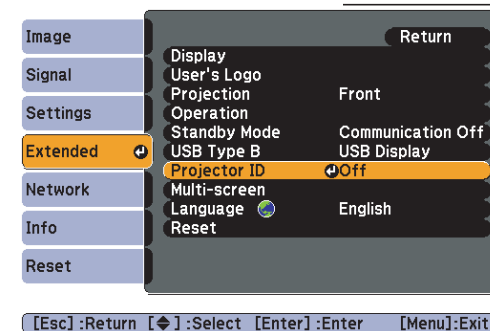 Image
Signal
Settings
Extended
Network
Info
Reset
Return
Display
User's Logo
Projection Front
Operation
Standby Mode Communication Off
USB Type B USB Display
Projector ID Off
Multi-screen
Language English
Reset
[Esc] :Return [◆] :Select [Enter] :Enter [Menu]:Exit